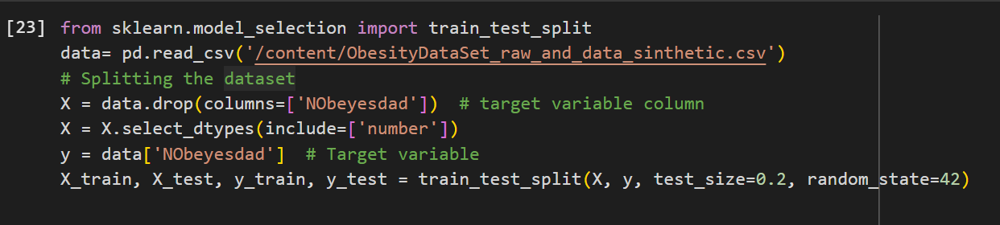 [23] from sklearn.model_selection import train_test_split
data= pd.read_csv('/content/ObesityDataSet_raw_and_data_sinthetic.csv')
# Splitting the dataset
X = data.drop(columns=['NObeyesdad'])  # target variable column
X = X.select_dtypes(include=['number'])
y = data['NObeyesdad']  # Target variable
X_train, X_test, y_train, y_test = train_test_split(X, y, test_size=0.2, random_state=42)